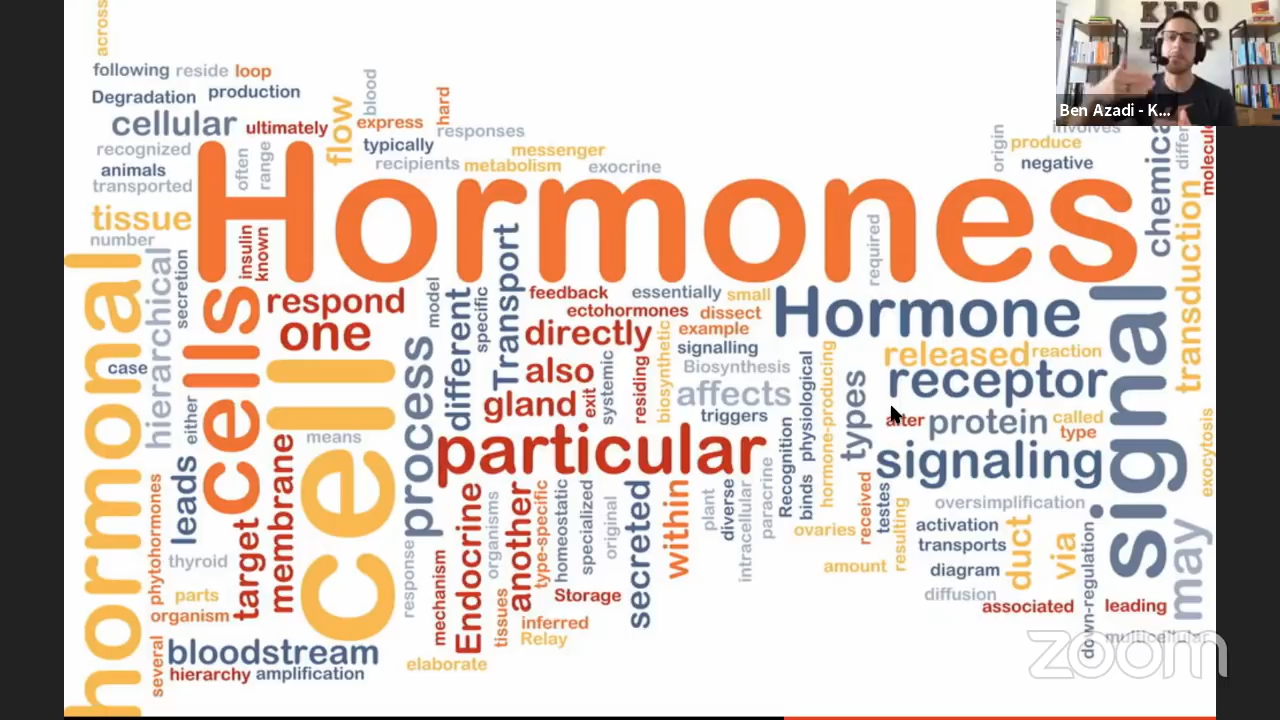 across
KETO
Ben Azadi - K...
following reside loop
Degradation production
blood
hard
cellular ultimately
flow
express
responses
recognized
often
range
typically
messenger
recipients metabolism exocrine
animals
transported
origin
involves
produce
negative
chemical
molecule
tissue
number
Hormones
insulin
known
required
transduction
hormonal
hierarchical
secretion
cells
respond
one
model
different
specific
Transport
feedback essentially small
ectohormones dissect
directly example
signalling
Hormone
signal
released reaction
receptor
case
either
cell
process
also
gland
exit
systemic
residing
biosynthetic
Biosynthesis
affects
triggers
physiological
hormone-producing
types
alter protein called
type
exocytosis
means
particular
signaling
leads
membrane
Recognition
binds
phytohormones
target
thyroid
response
mechanism
Endocrine
organisms
another
type-specific
homeostatic
specialized
original
secreted
within
plant
diverse
intracellular
paracrine
ovaries
received
testes
resulting
oversimplification
activation
transports
duct
via
amount
diagram
diffusion
associated
down-regulation
leading
may
multicellular
parts
organism
tissues
Storage
inferred
Relay
several
bloodstream
hierarchy amplification
elaborate
zoom